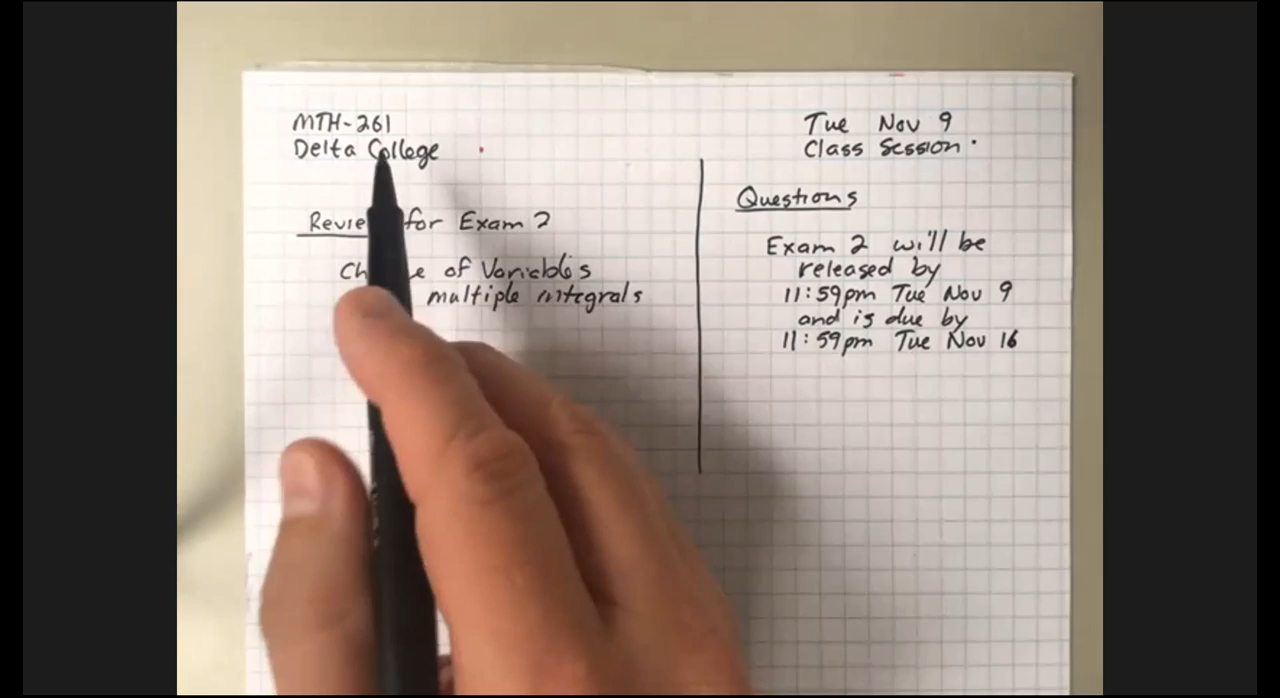 MTH-261
Delta College
Tue Nov 9
Class Session
Review for Exam 2
of Variables
multiple integrals
Questions
Exam 2 will be
released by
11:59pm Tue Nov 9
and is due by
11:59pm Tue Nov 16